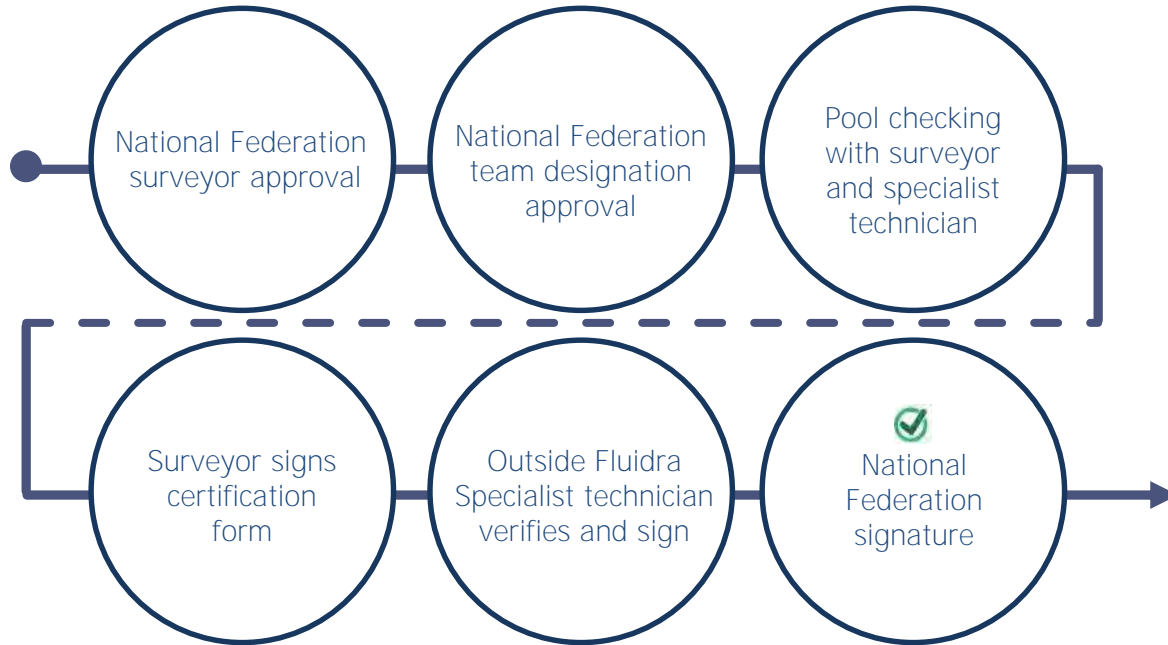 National Federation
surveyor approval
National Federation
team designation
approval
Pool checking
with surveyor
and specialist
technician
Surveyor signs
certification
form
Outside Fluidra
Specialist technician
verifies and sign
National
Federation
signature